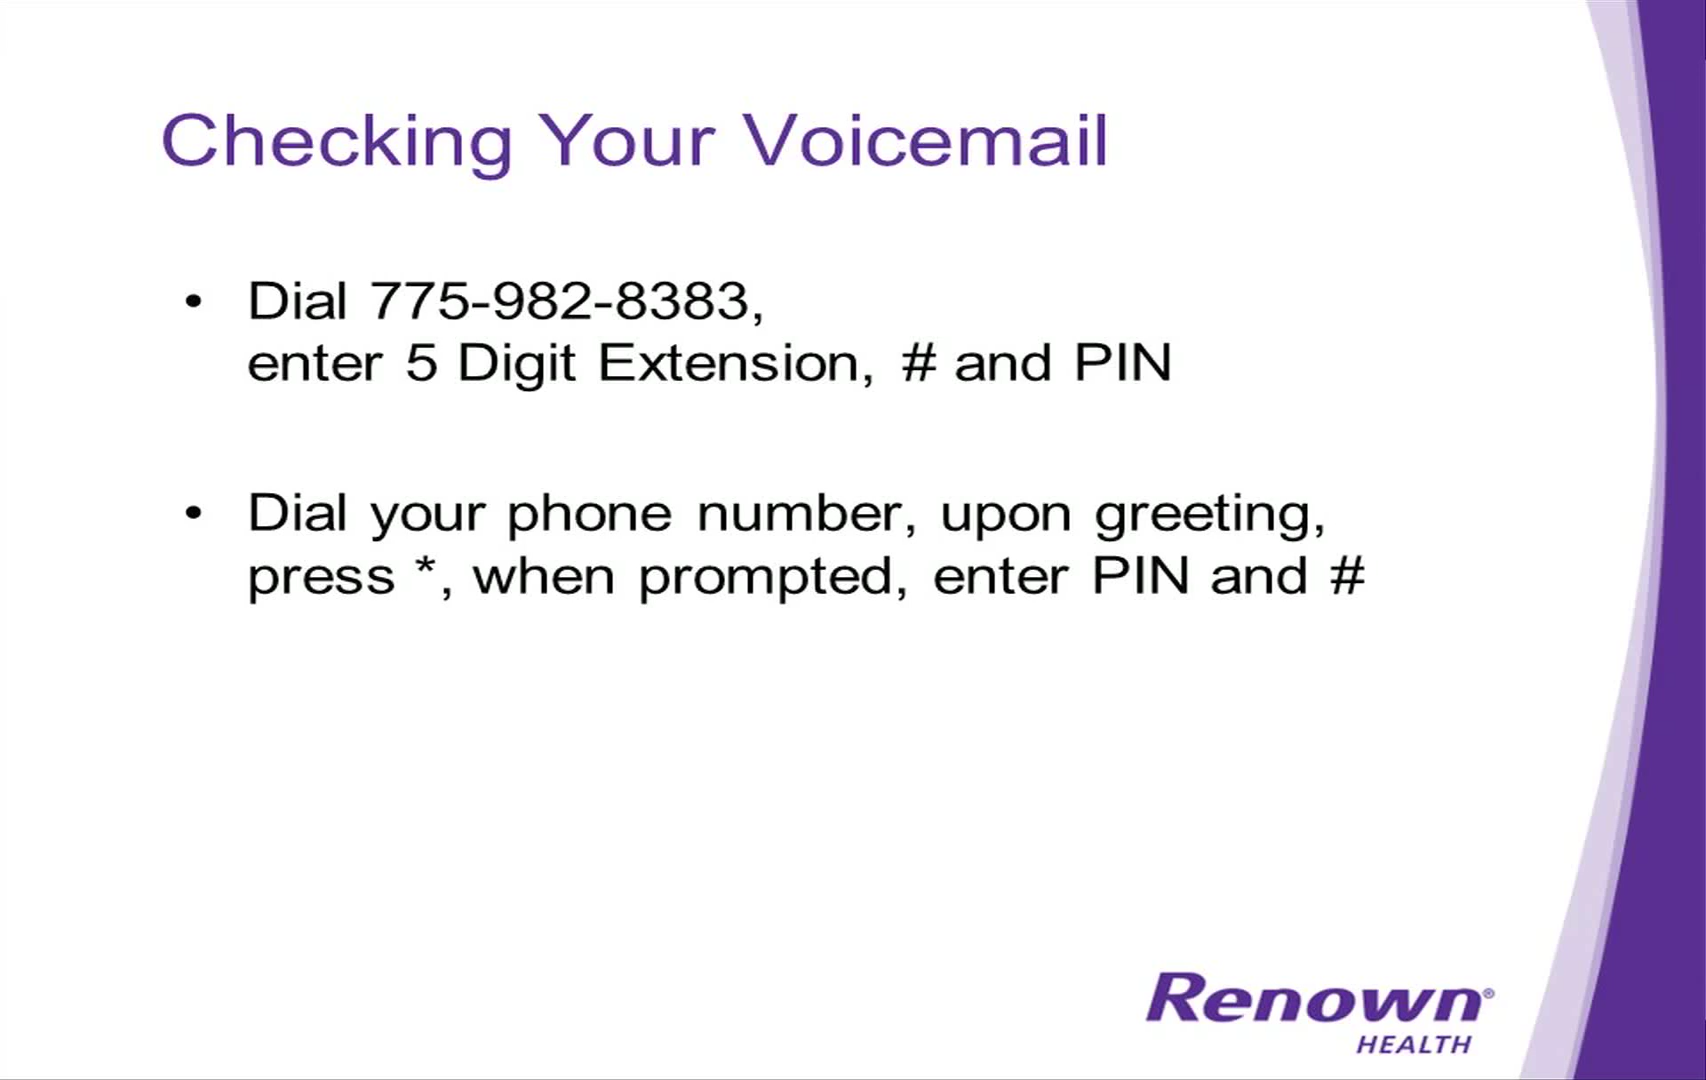 Checking Your Voicemail
• Dial 775-982-8383,
enter 5 Digit Extension, # and PIN
• Dial your phone number, upon greeting,
press *, when prompted, enter PIN and #
Renown®
HEALTH